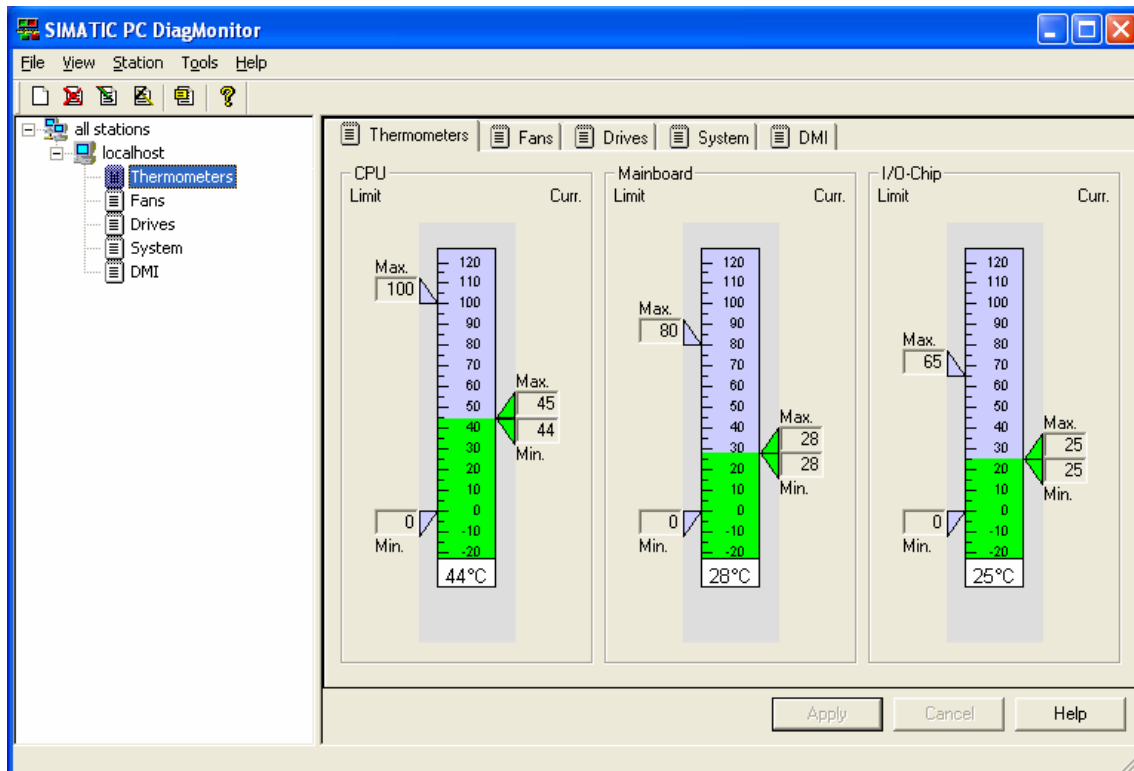 SIMATIC PC DiagMonitor
File View Station Tools Help
all stations
localhost
Thermometers
Fans
Drives
System
DMI
Thermometers Fans Drives System DMI
CPU
Limit Curr.
Max.
100
120
110
100
90
80
70
60
50
40
30
20
10
0
-10
-20
Max.
45
44
Min.
0
Min.
44°C
Mainboard
Limit Curr.
Max.
80
120
110
100
90
80
70
60
50
40
30
20
10
0
-10
-20
Max.
28
28
Min.
0
Min.
28°C
I/O-Chip
Limit Curr.
Max.
65
120
110
100
90
80
70
60
50
40
30
20
10
0
-10
-20
Max.
25
25
Min.
0
Min.
25°C
Apply Cancel Help